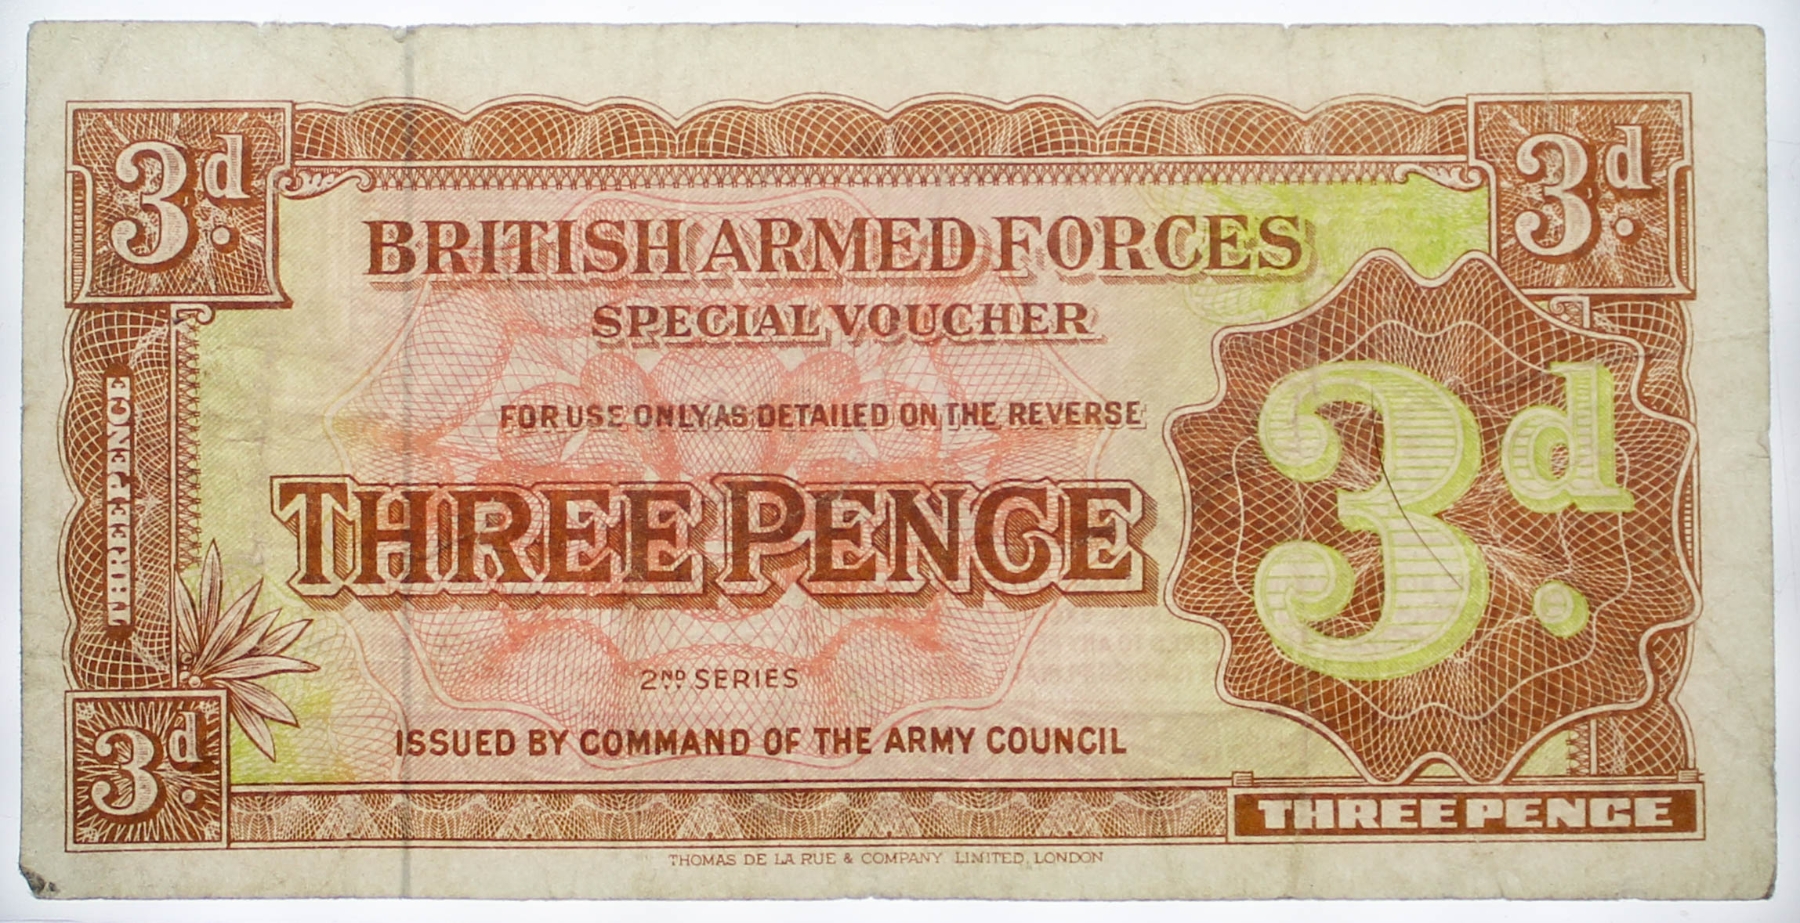 3d.
3d.
BRITISH ARMED FORCES
SPECIAL VOUCHER
FOR USE ONLY AS DETAILED ON THE REVERSE
THREE PENCE
THREE PENCE
3d.
2ND SERIES
ISSUED BY COMMAND OF THE ARMY COUNCIL
3d.
THREE PENCE
THOMAS DE LA RUE & COMPANY LIMITED, LONDON